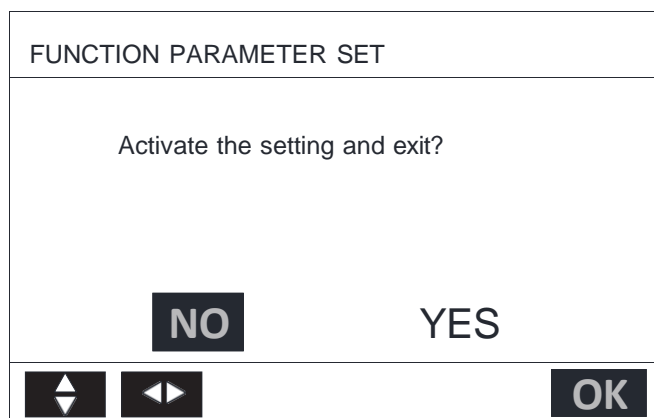 FUNCTION PARAMETER SET
Activate the setting and exit?
NO YES
OK